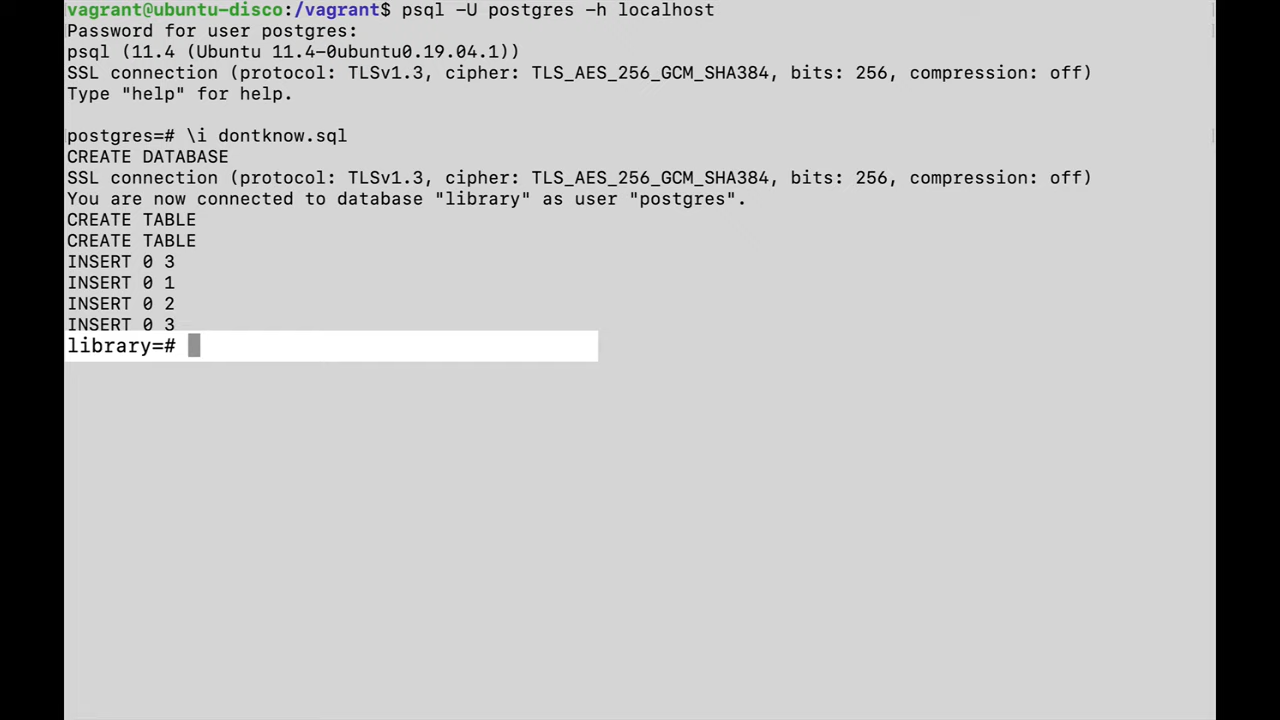 vagrant@ubuntu-disco:/vagrant$ psql -U postgres -h localhost
Password for user postgres:
psql (11.4 (Ubuntu 11.4-0ubuntu0.19.04.1))
SSL connection (protocol: TLSv1.3, cipher: TLS_AES_256_GCM_SHA384, bits: 256, compression: off)
Type "help" for help.
postgres=# \i dontknow.sql
CREATE DATABASE
SSL connection (protocol: TLSv1.3, cipher: TLS_AES_256_GCM_SHA384, bits: 256, compression: off)
You are now connected to database "library" as user "postgres".
CREATE TABLE
CREATE TABLE
INSERT 0 3
INSERT 0 1
INSERT 0 2
INSERT 0 3
library=#